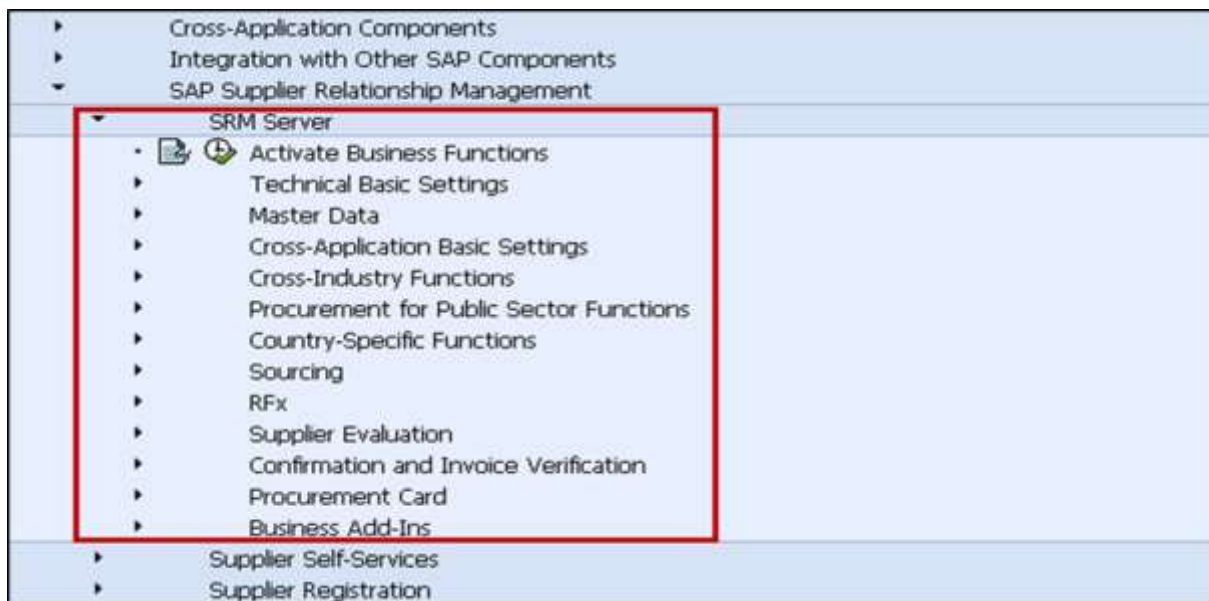 Cross-Application Components
Integration with Other SAP Components
SAP Supplier Relationship Management
SRM Server
Activate Business Functions
Technical Basic Settings
Master Data
Cross-Application Basic Settings
Cross-Industry Functions
Procurement for Public Sector Functions
Country-Specific Functions
Sourcing
RFx
Supplier Evaluation
Confirmation and Invoice Verification
Procurement Card
Business Add-Ins
Supplier Self-Services
Supplier Registration